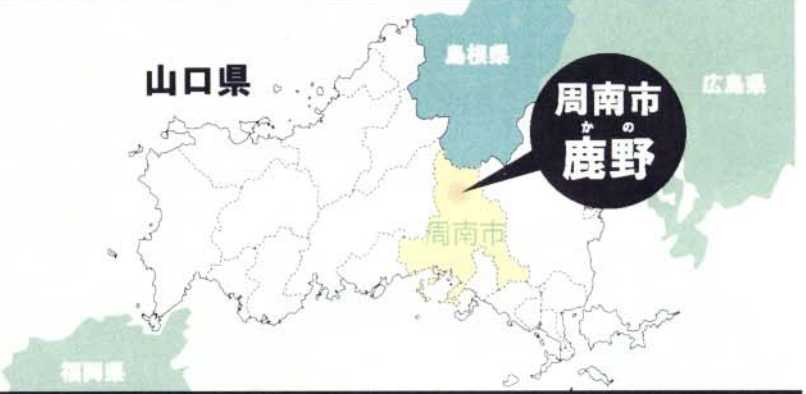 山口県
島根県
広島県
周南市
かの
鹿野
周南市
福岡県